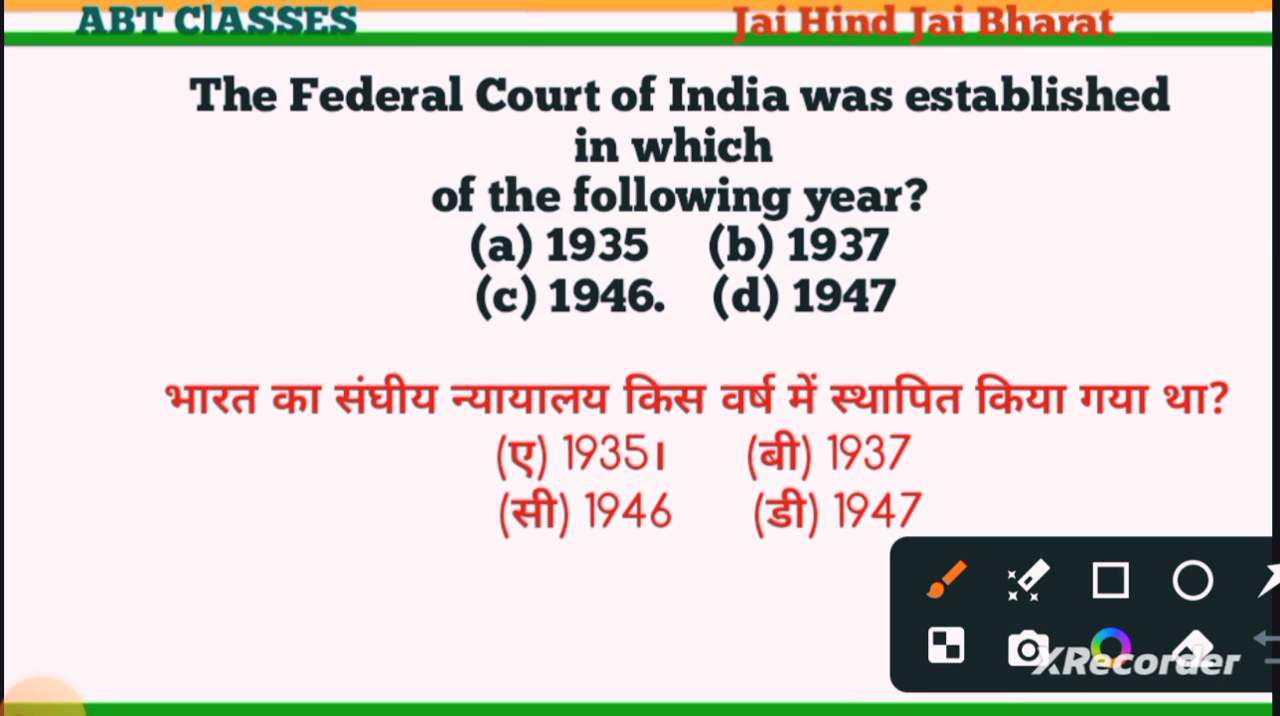 ABT ClASSES
Jai Hind Jai Bharat
The Federal Court of India was established
in which
of the following year?
(a) 1935 (b) 1937
(c) 1946. (d) 1947
भारत का संघीय न्यायालय किस वर्ष में स्थापित किया गया था?
(ए) 1935। (बी) 1937
(सी) 1946 (डी) 1947
XRecorder